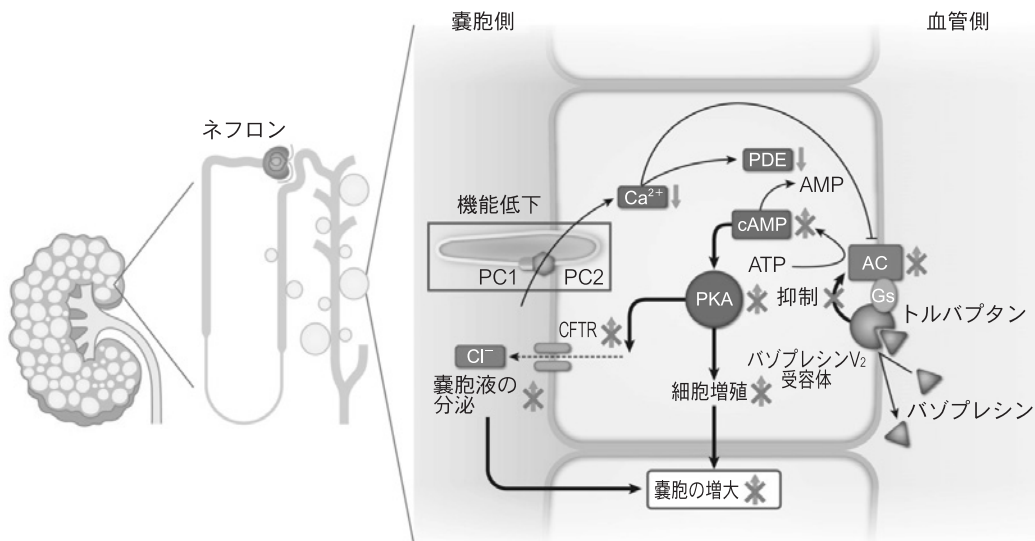 嚢胞側
血管側
ネフロン
機能低下
PC1
PC2
Ca²⁺
PDE
AMP
cAMP
ATP
AC
Gs
抑制
トルバプタン
PKA
CFTR
Cl⁻
嚢胞液の
分泌
細胞増殖
バゾプレシンV₂
受容体
バゾプレシン
嚢胞の増大